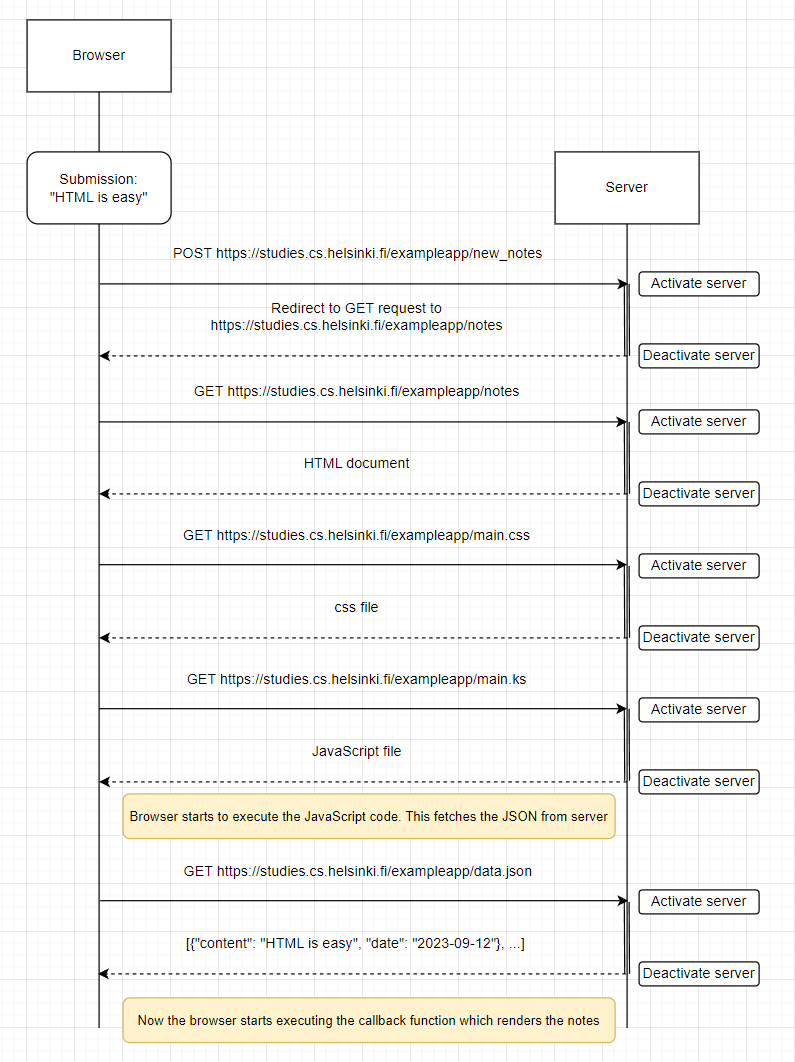 Browser
Submission:
"HTML is easy"
Server
POST https://studies.cs.helsinki.fi/exampleapp/new_notes
Activate server
Redirect to GET request to
https://studies.cs.helsinki.fi/exampleapp/notes
Deactivate server
GET https://studies.cs.helsinki.fi/exampleapp/notes
Activate server
HTML document
Deactivate server
GET https://studies.cs.helsinki.fi/exampleapp/main.css
Activate server
css file
Deactivate server
GET https://studies.cs.helsinki.fi/exampleapp/main.ks
Activate server
JavaScript file
Deactivate server
Browser starts to execute the JavaScript code. This fetches the JSON from server
GET https://studies.cs.helsinki.fi/exampleapp/data.json
Activate server
[{"content": "HTML is easy", "date": "2023-09-12"}, ...]
Deactivate server
Now the browser starts executing the callback function which renders the notes